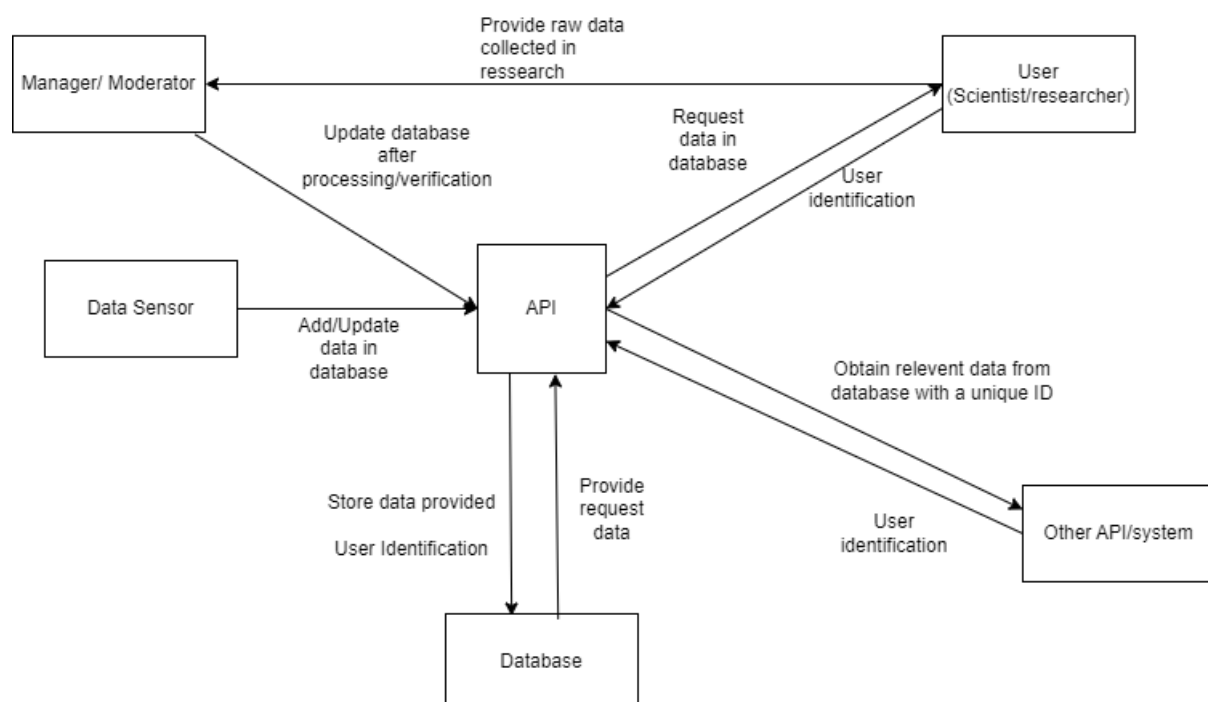 Provide raw data
collected in
ressearch
Manager/ Moderator
User
(Scientist/researcher)
Update database
after
processing/verification
Request
data in
database
User
identification
Data Sensor
API
Add/Update
data in
database
Obtain relevent data from
database with a unique ID
Store data provided
User Identification
Provide
request
data
User
identification
Other API/system
Database